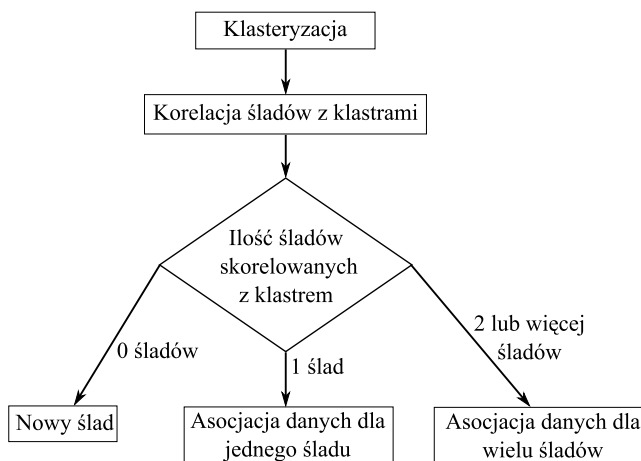 Klasteryzacja
Korelacja śladów z klastrami
Ilość śladów
skorelowanych
z klastrem
0 śladów
1 ślad
2 lub więcej
śladów
Nowy ślad
Asocjacja danych dla
jednego śladu
Asocjacja danych dla
wielu śladów